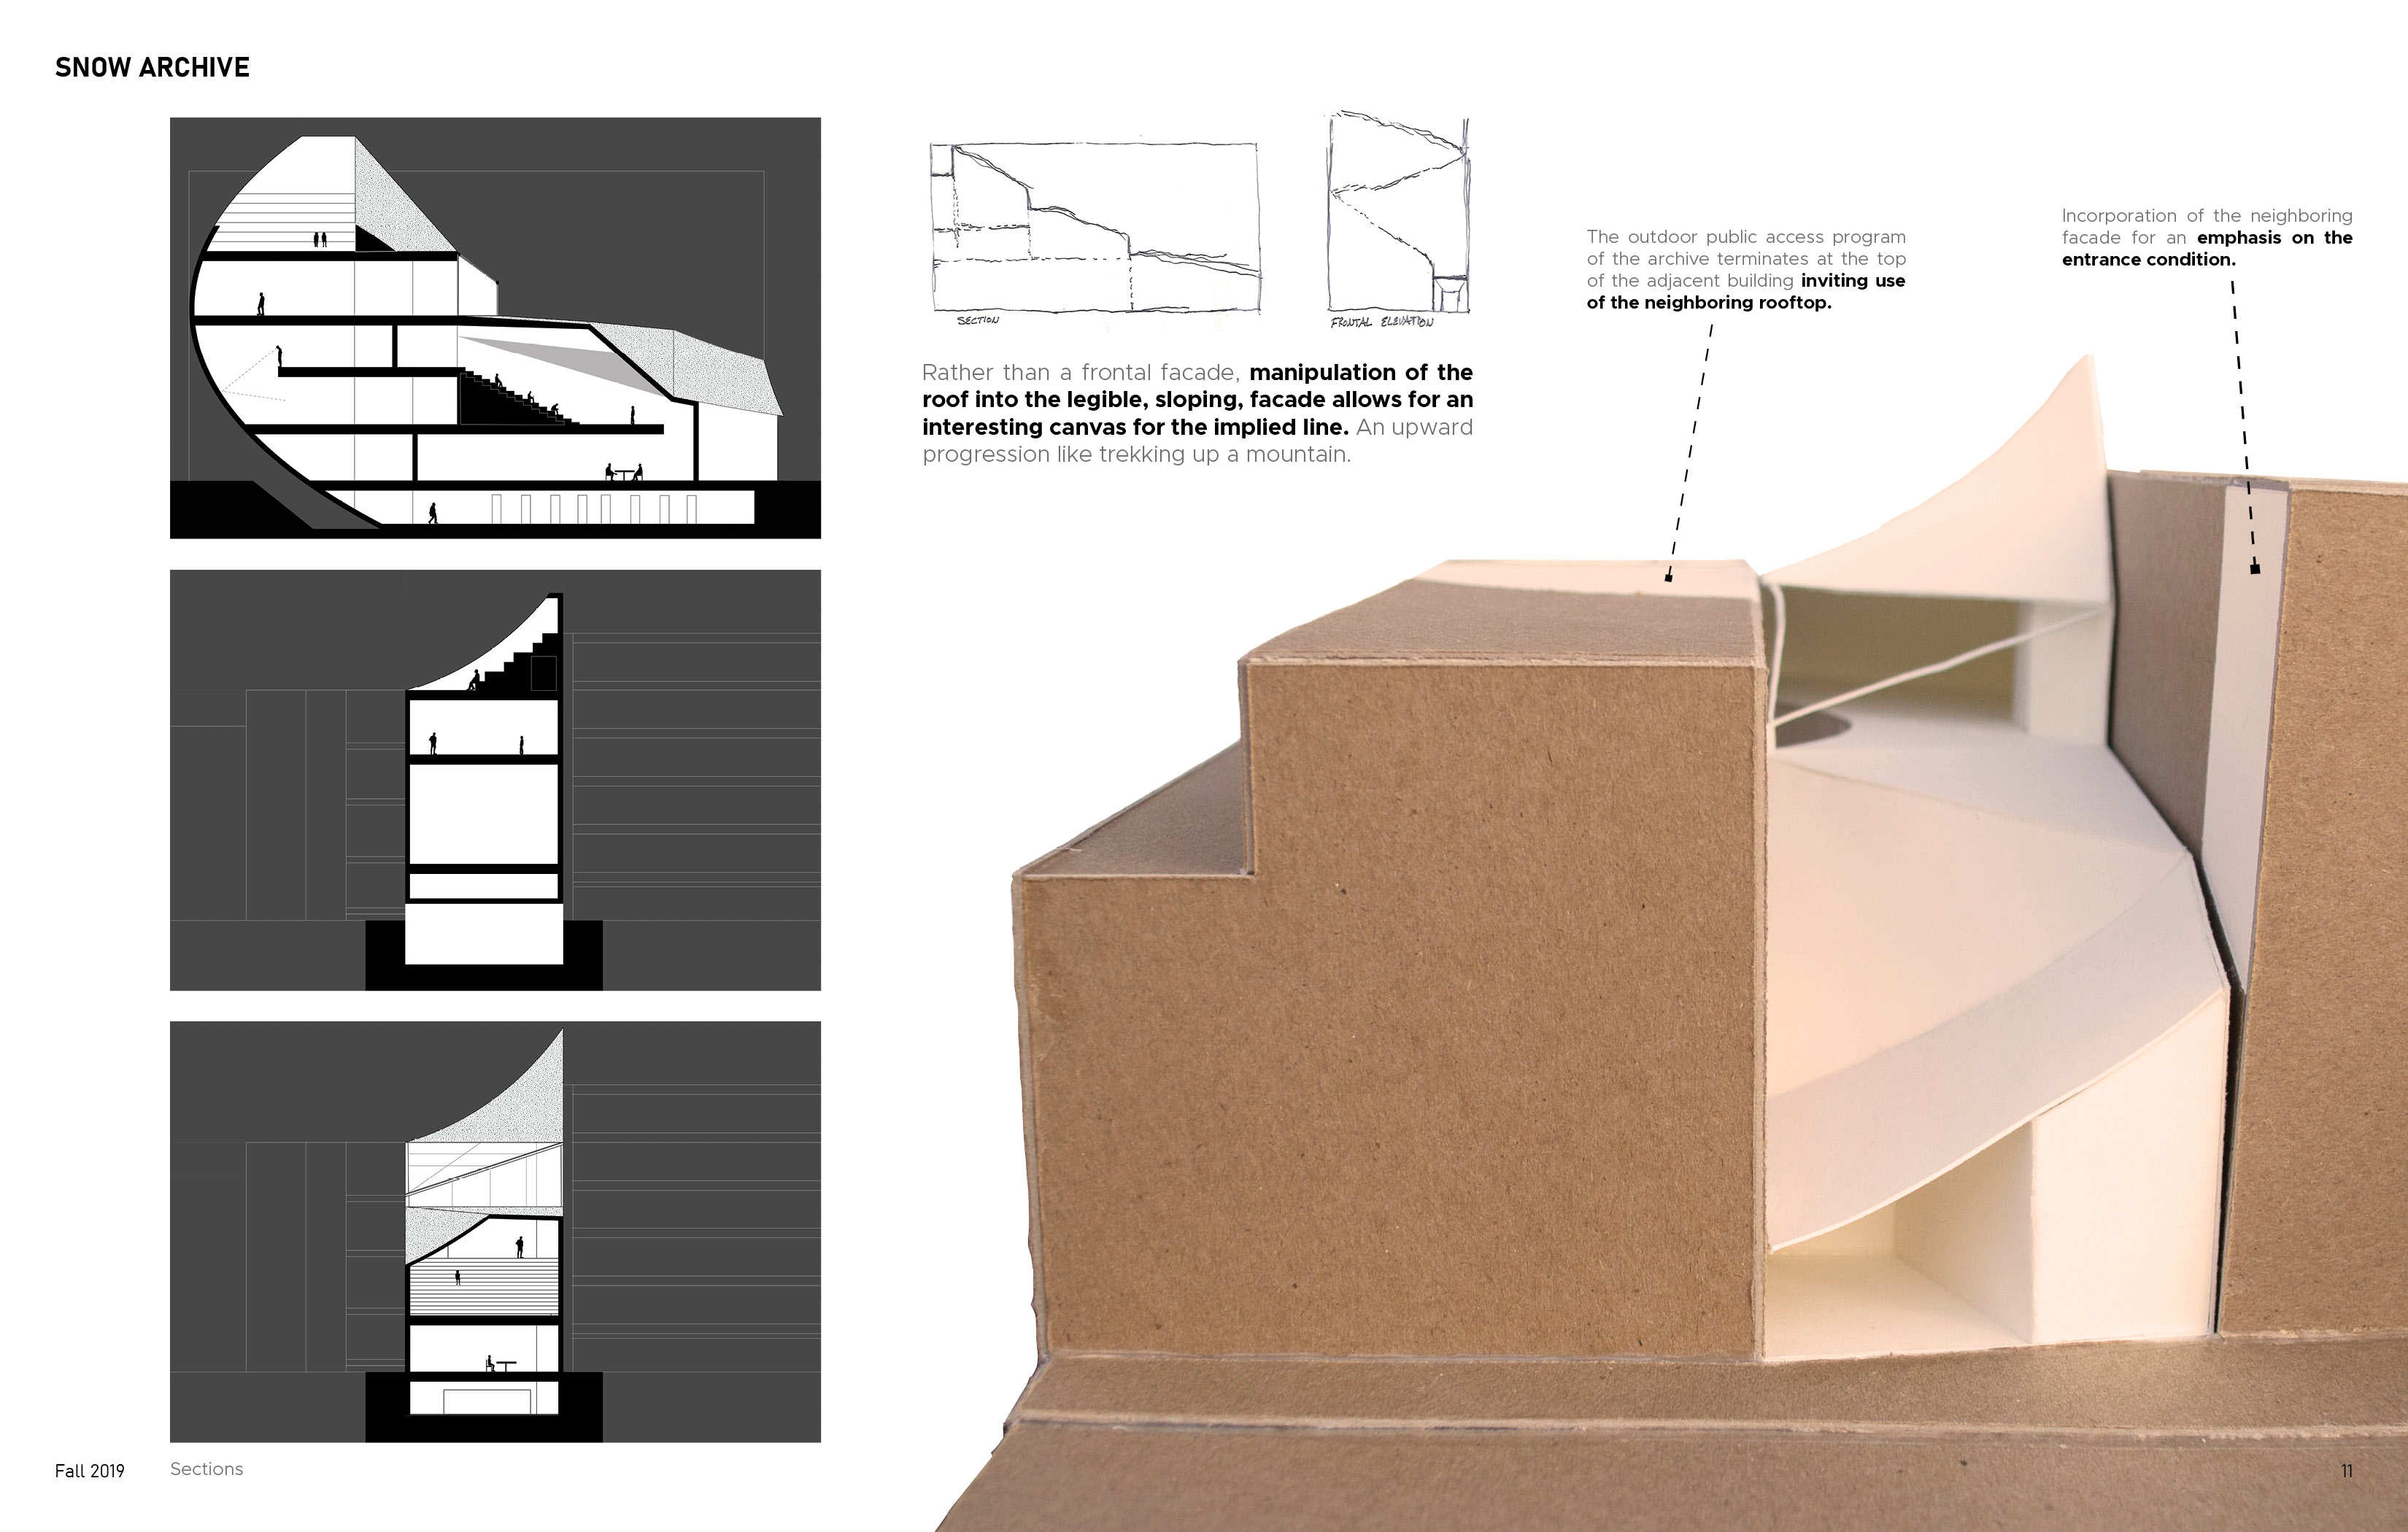 SNOW ARCHIVE
SECTION
FRONTAL ELEVATION
Rather than a frontal facade, manipulation of the
roof into the legible, sloping, facade allows for an
interesting canvas for the implied line. An upward
progression like trekking up a mountain.
The outdoor public access program
of the archive terminates at the top
of the adjacent building inviting use
of the neighboring rooftop.
Incorporation of the neighboring
facade for an emphasis on the
entrance condition.
Fall 2019
Sections
11